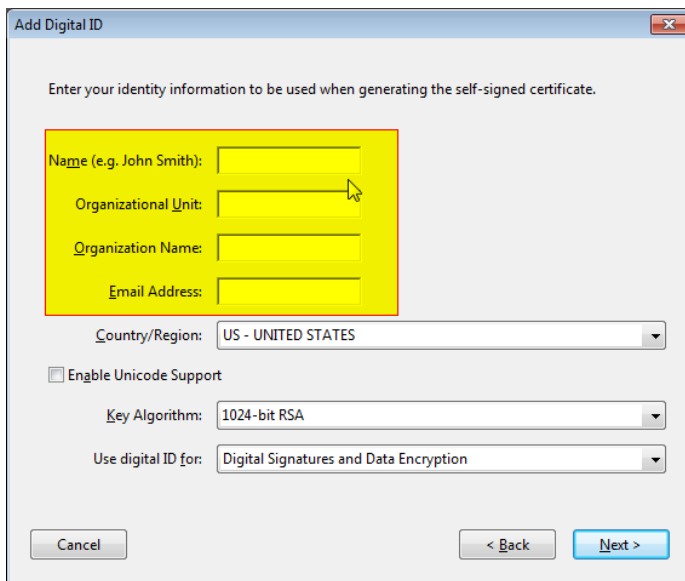 Add Digital ID
Enter your identity information to be used when generating the self-signed certificate.
Name (e.g. John Smith):
Organizational Unit:
Organization Name:
Email Address:
Country/Region: US - UNITED STATES
Enable Unicode Support
Key Algorithm: 1024-bit RSA
Use digital ID for: Digital Signatures and Data Encryption
Cancel < Back Next >